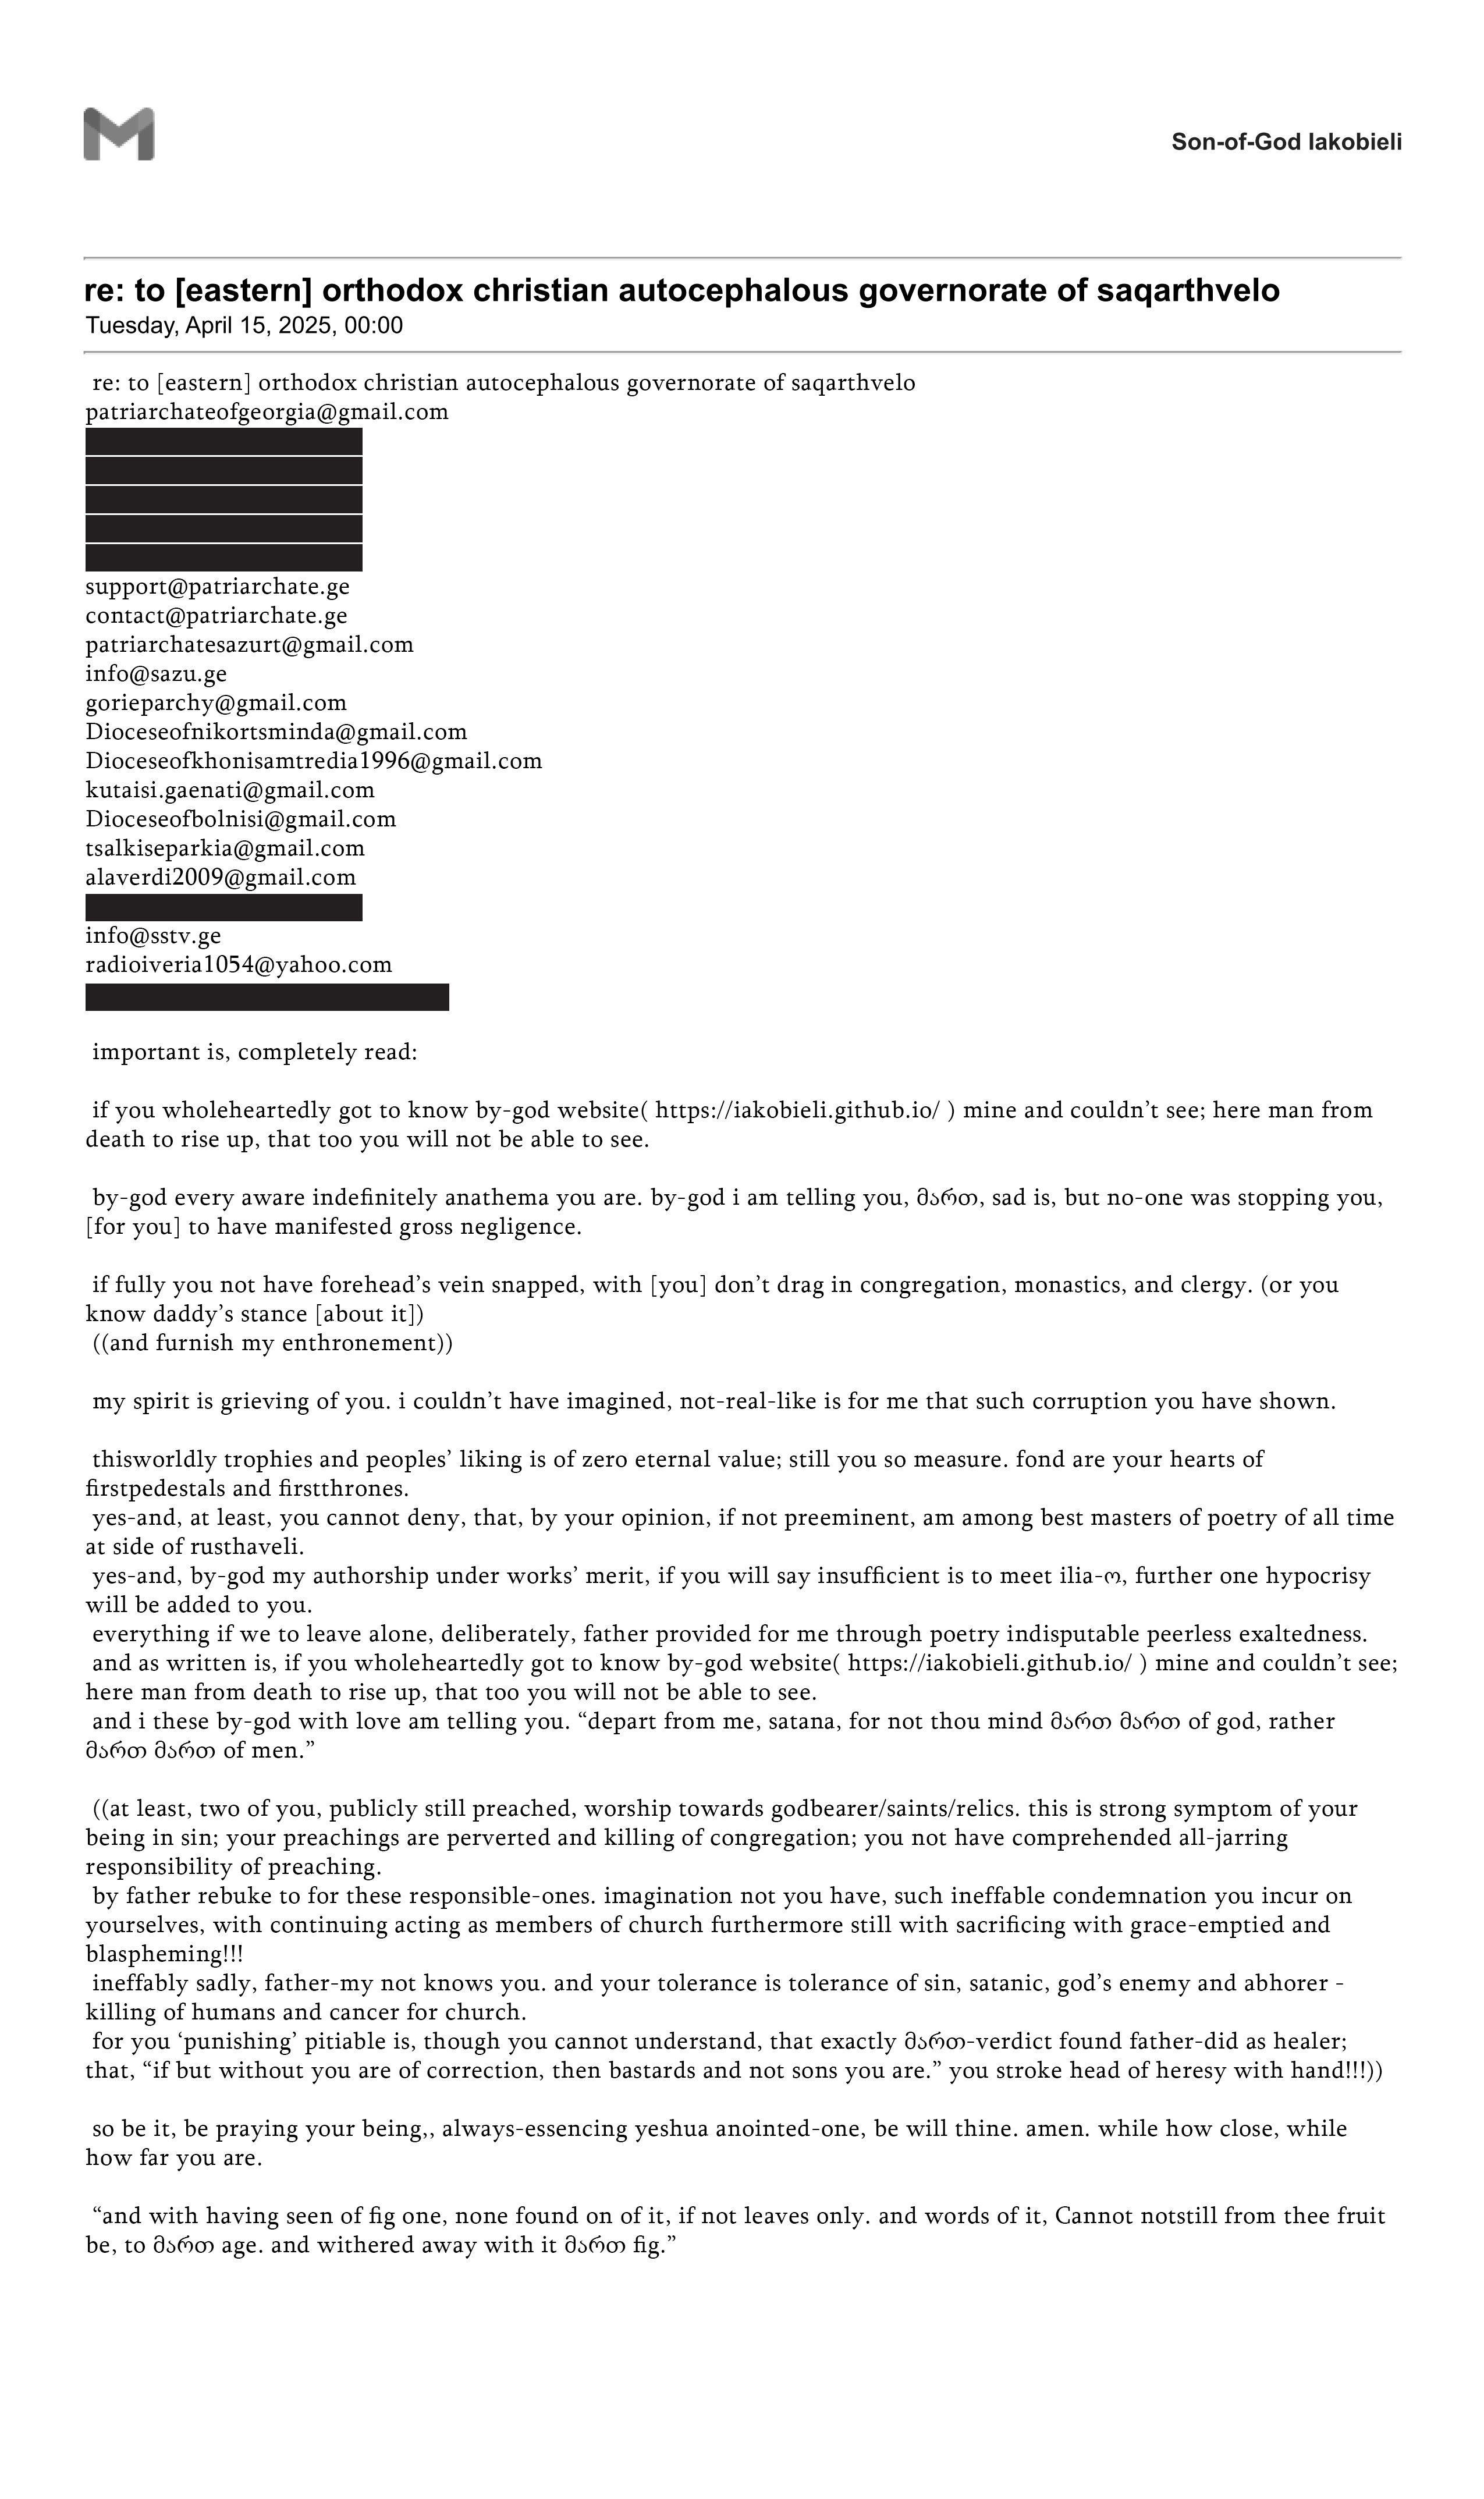 Son-of-God Iakobieli
re: to [eastern] orthodox christian autocephalous governorate of saqarthvelo
Tuesday, April 15, 2025, 00:00
re: to [eastern] orthodox christian autocephalous governorate of saqarthvelo
patriarchateofgeorgia@gmail.com
support@patriarchate.ge
contact@patriarchate.ge
patriarchatesazurt@gmail.com
info@sazu.ge
gorieparchy@gmail.com
Dioceseofnikortsminda@gmail.com
Dioceseofkhonisamtredia1996@gmail.com
kutaisi.gaenati@gmail.com
Dioceseofbolnisi@gmail.com
tsalkiseparkia@gmail.com
alaverdi2009@gmail.com
info@sstv.ge
radioiveria1054@yahoo.com
important is, completely read:
if you wholeheartedly got to know by-god website( https://iakobieli.github.io/ ) mine and couldn’t see; here man from
death to rise up, that too you will not be able to see.
by-god every aware indefinitely anathema you are. by-god i am telling you, მართ, sad is, but no-one was stopping you,
[for you] to have manifested gross negligence.
if fully you not have forehead’s vein snapped, with [you] don’t drag in congregation, monastics, and clergy. (or you
know daddy’s stance [about it])
((and furnish my enthronement))
my spirit is grieving of you. i couldn’t have imagined, not-real-like is for me that such corruption you have shown.
thisworldly trophies and peoples’ liking is of zero eternal value; still you so measure. fond are your hearts of
firstpedestals and firstthrones.
yes-and, at least, you cannot deny, that, by your opinion, if not preeminent, am among best masters of poetry of all time
at side of rusthaveli.
yes-and, by-god my authorship under works’ merit, if you will say insufficient is to meet ilia-ო, further one hypocrisy
will be added to you.
everything if we to leave alone, deliberately, father provided for me through poetry indisputable peerless exaltedness.
and as written is, if you wholeheartedly got to know by-god website( https://iakobieli.github.io/ ) mine and couldn’t see;
here man from death to rise up, that too you will not be able to see.
and i these by-god with love am telling you. “depart from me, satana, for not thou mind მართ მართ of god, rather
მართ მართ of men.”
((at least, two of you, publicly still preached, worship towards godbearer/saints/relics. this is strong symptom of your
being in sin; your preachings are perverted and killing of congregation; you not have comprehended all-jarring
responsibility of preaching.
by father rebuke to for these responsible-ones. imagination not you have, such ineffable condemnation you incur on
yourselves, with continuing acting as members of church furthermore still with sacrificing with grace-emptied and
blaspheming!!!
ineffably sadly, father-my not knows you. and your tolerance is tolerance of sin, satanic, god’s enemy and abhorer -
killing of humans and cancer for church.
for you ‘punishing’ pitiable is, though you cannot understand, that exactly მართ-verdict found father-did as healer;
that, “if but without you are of correction, then bastards and not sons you are.” you stroke head of heresy with hand!!!))
so be it, be praying your being,, always-essencing yeshua anointed-one, be will thine. amen. while how close, while
how far you are.
“and with having seen of fig one, none found on of it, if not leaves only. and words of it, Cannot notstill from thee fruit
be, to მართ age. and withered away with it მართ fig.”